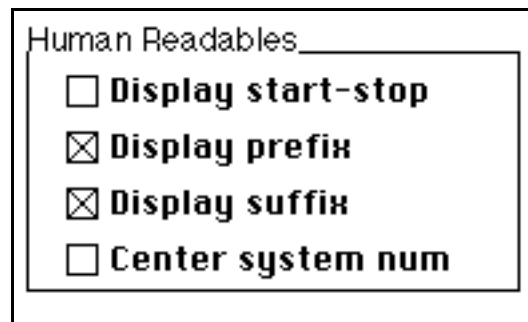 Human Readables
Display start-stop
Display prefix
Display suffix
Center system num